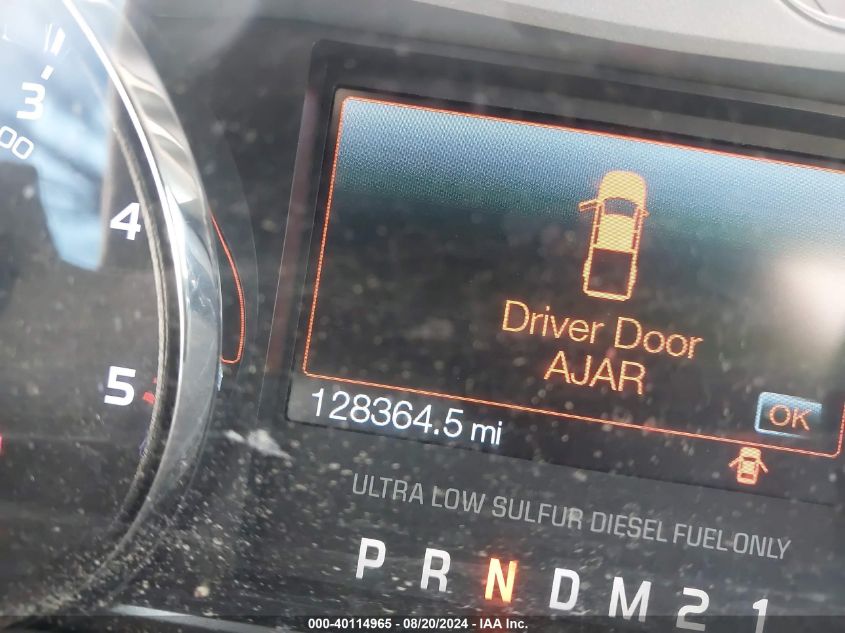 3
00
4
5
Driver Door
AJAR
OK
128364.5 mi
ULTRA LOW SULFUR DIESEL FUEL ONLY
P R N D M 2 1
000-40114965 - 08/20/2024 - IAA Inc.